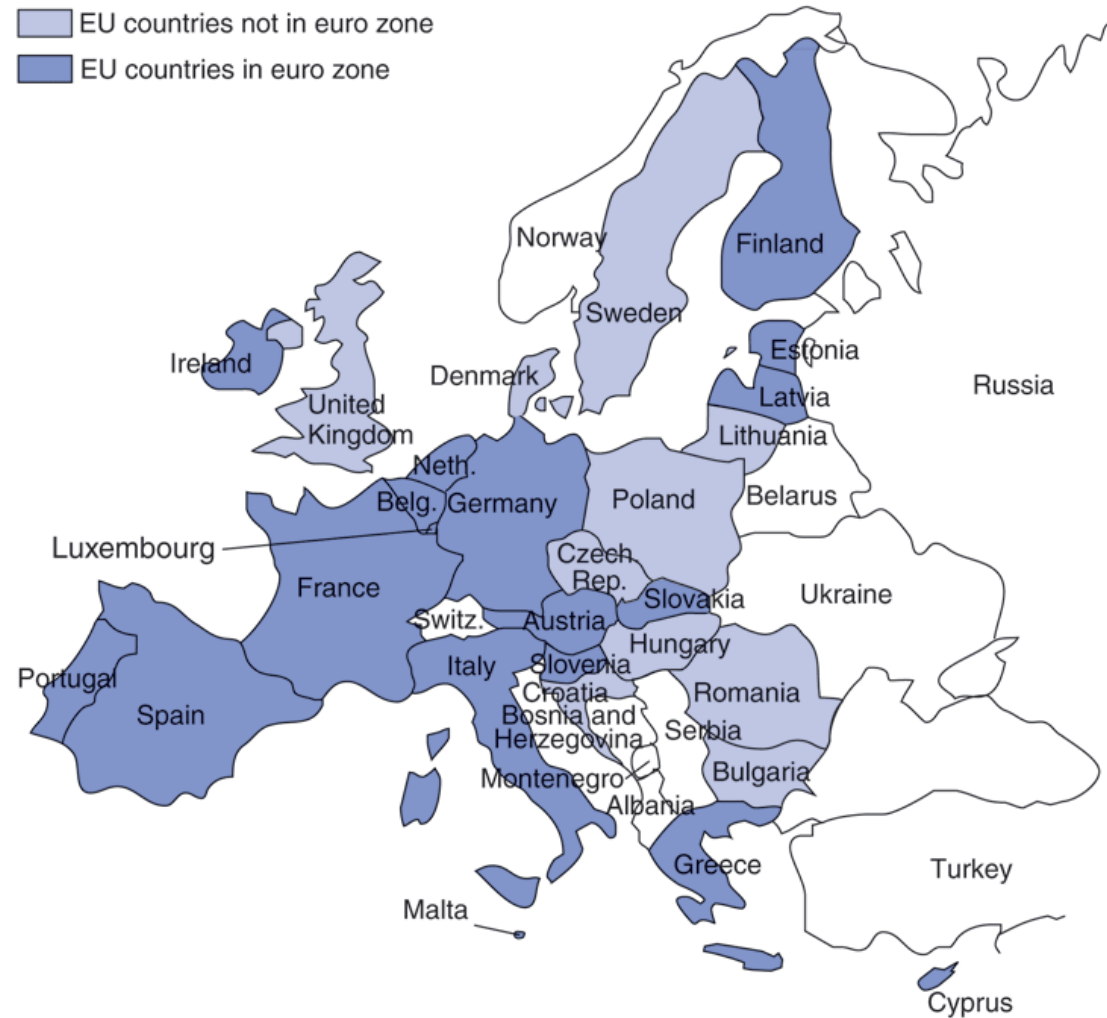 EU countries not in euro zone
EU countries in euro zone
Norway
Finland
Sweden
Estonia
Ireland
Denmark
Russia
Latvia
United
Kingdom
Lithuania
Neth.
Belg.
Germany
Poland
Belarus
Luxembourg
Czech
Rep.
France
Slovakia
Ukraine
Switz.
Austria
Hungary
Italy
Slovenia
Portugal
Croatia
Romania
Spain
Bosnia and
Herzegovina
Serbia
Montenegro
Bulgaria
Albania
Greece
Turkey
Malta
Cyprus